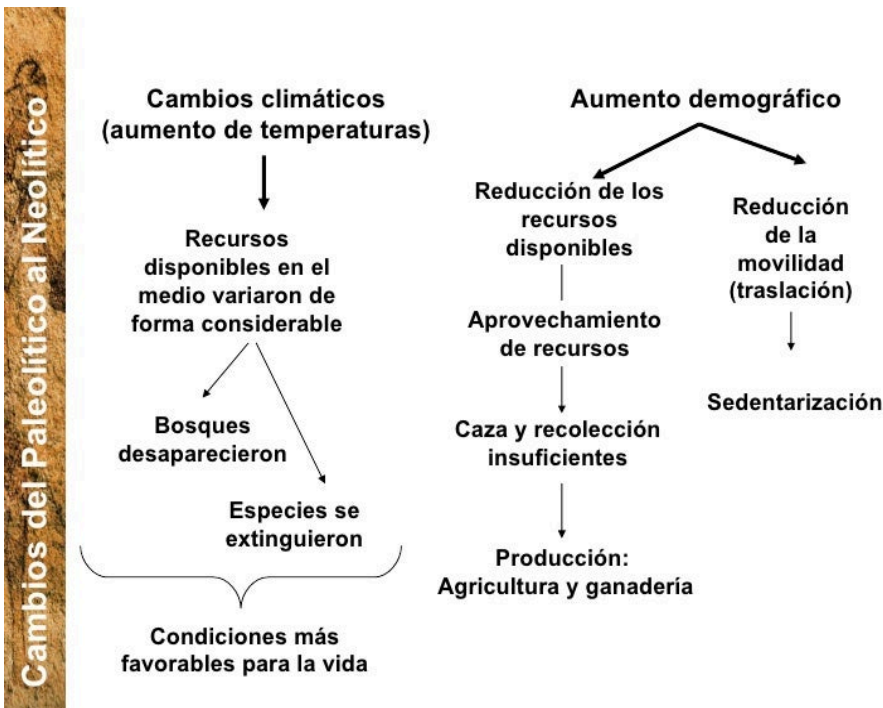 Cambios del Paleolítico al Neolítico
Cambios climáticos
(aumento de temperaturas)
Recursos
disponibles en el
medio variaron de
forma considerable
Bosques
desaparecieron
Especies se
extinguieron
Condiciones más
favorables para la vida
Aumento demográfico
Reducción de los
recursos
disponibles
Aprovechamiento
de recursos
Caza y recolección
insuficientes
Producción:
Agricultura y ganadería
Reducción
de la
movilidad
(traslación)
Sedentarización